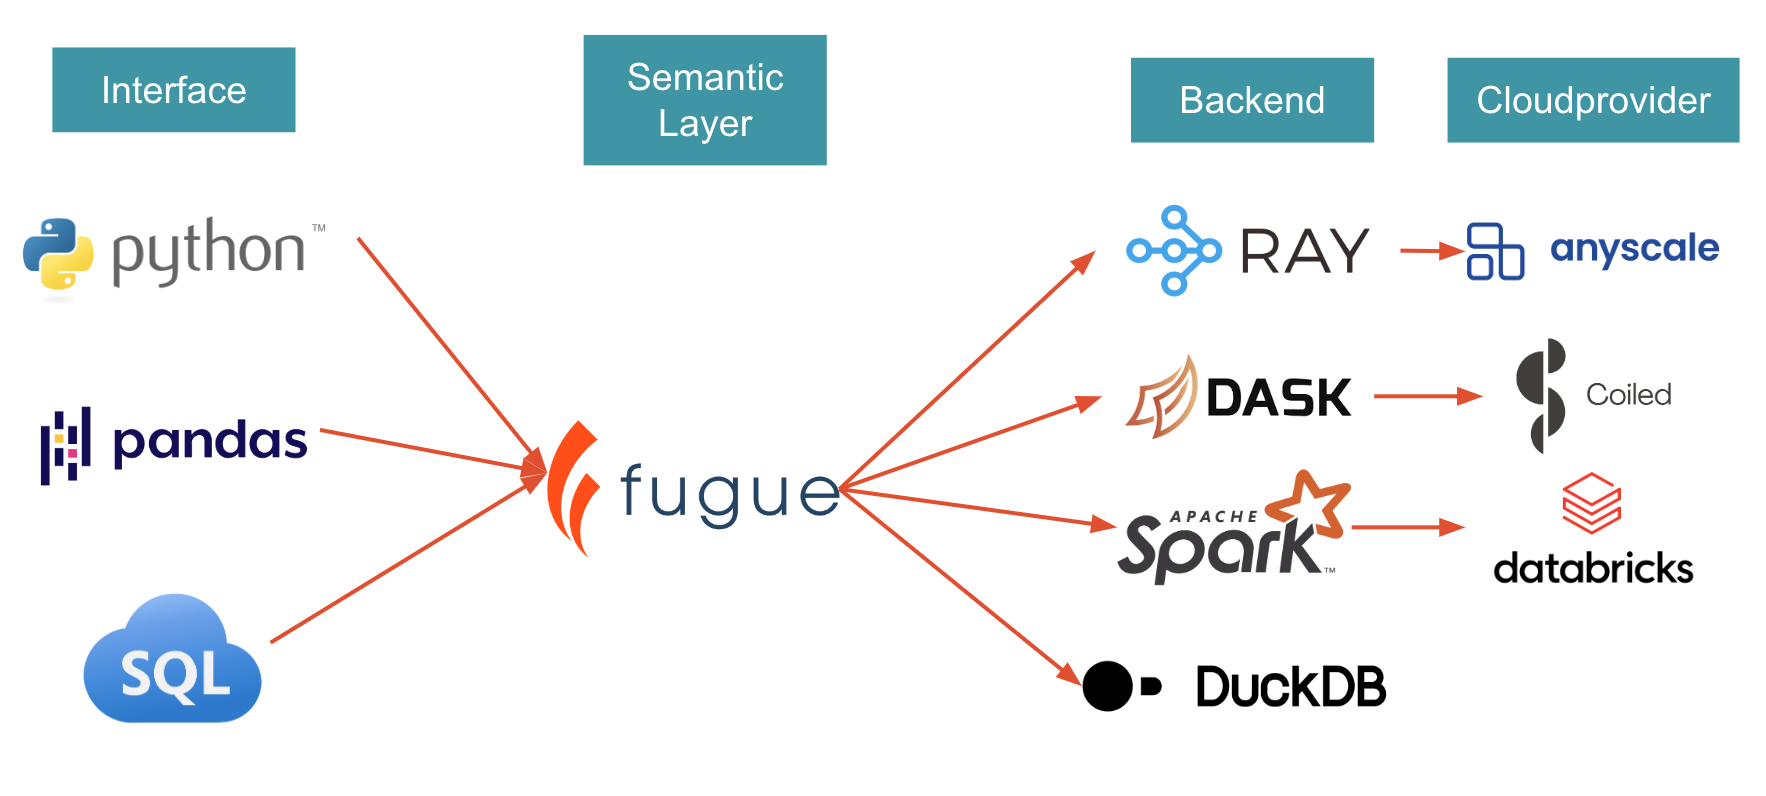 Interface
Semantic
Layer
Backend
Cloudprovider
python™
RAY
anyscale
DASK
Coiled
pandas
fugue
APACHE
Spark™
databricks
SQL
DuckDB